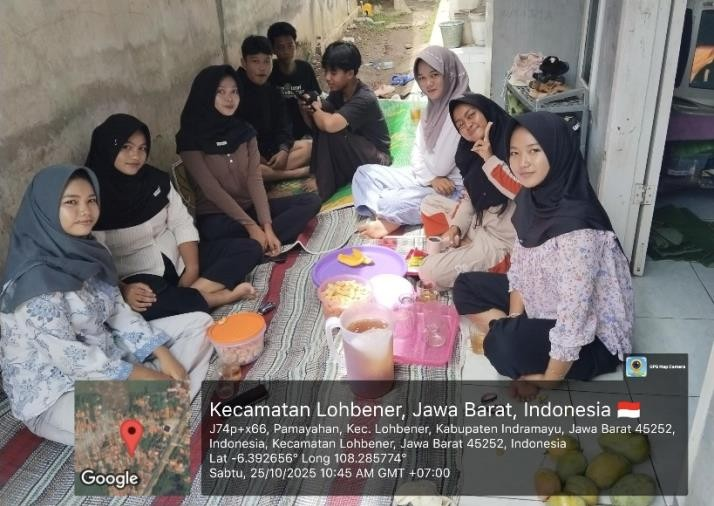 GPS Map Camera
Kecamatan Lohbener, Jawa Barat, Indonesia 🇮🇩
J74p+x66, Pamayahan, Kec. Lohbener, Kabupaten Indramayu, Jawa Barat 45252,
Indonesia, Kecamatan Lohbener, Jawa Barat 45252, Indonesia
Lat -6.392656° Long 108.285774°
Sabtu, 25/10/2025 10:45 AM GMT +07:00
Google